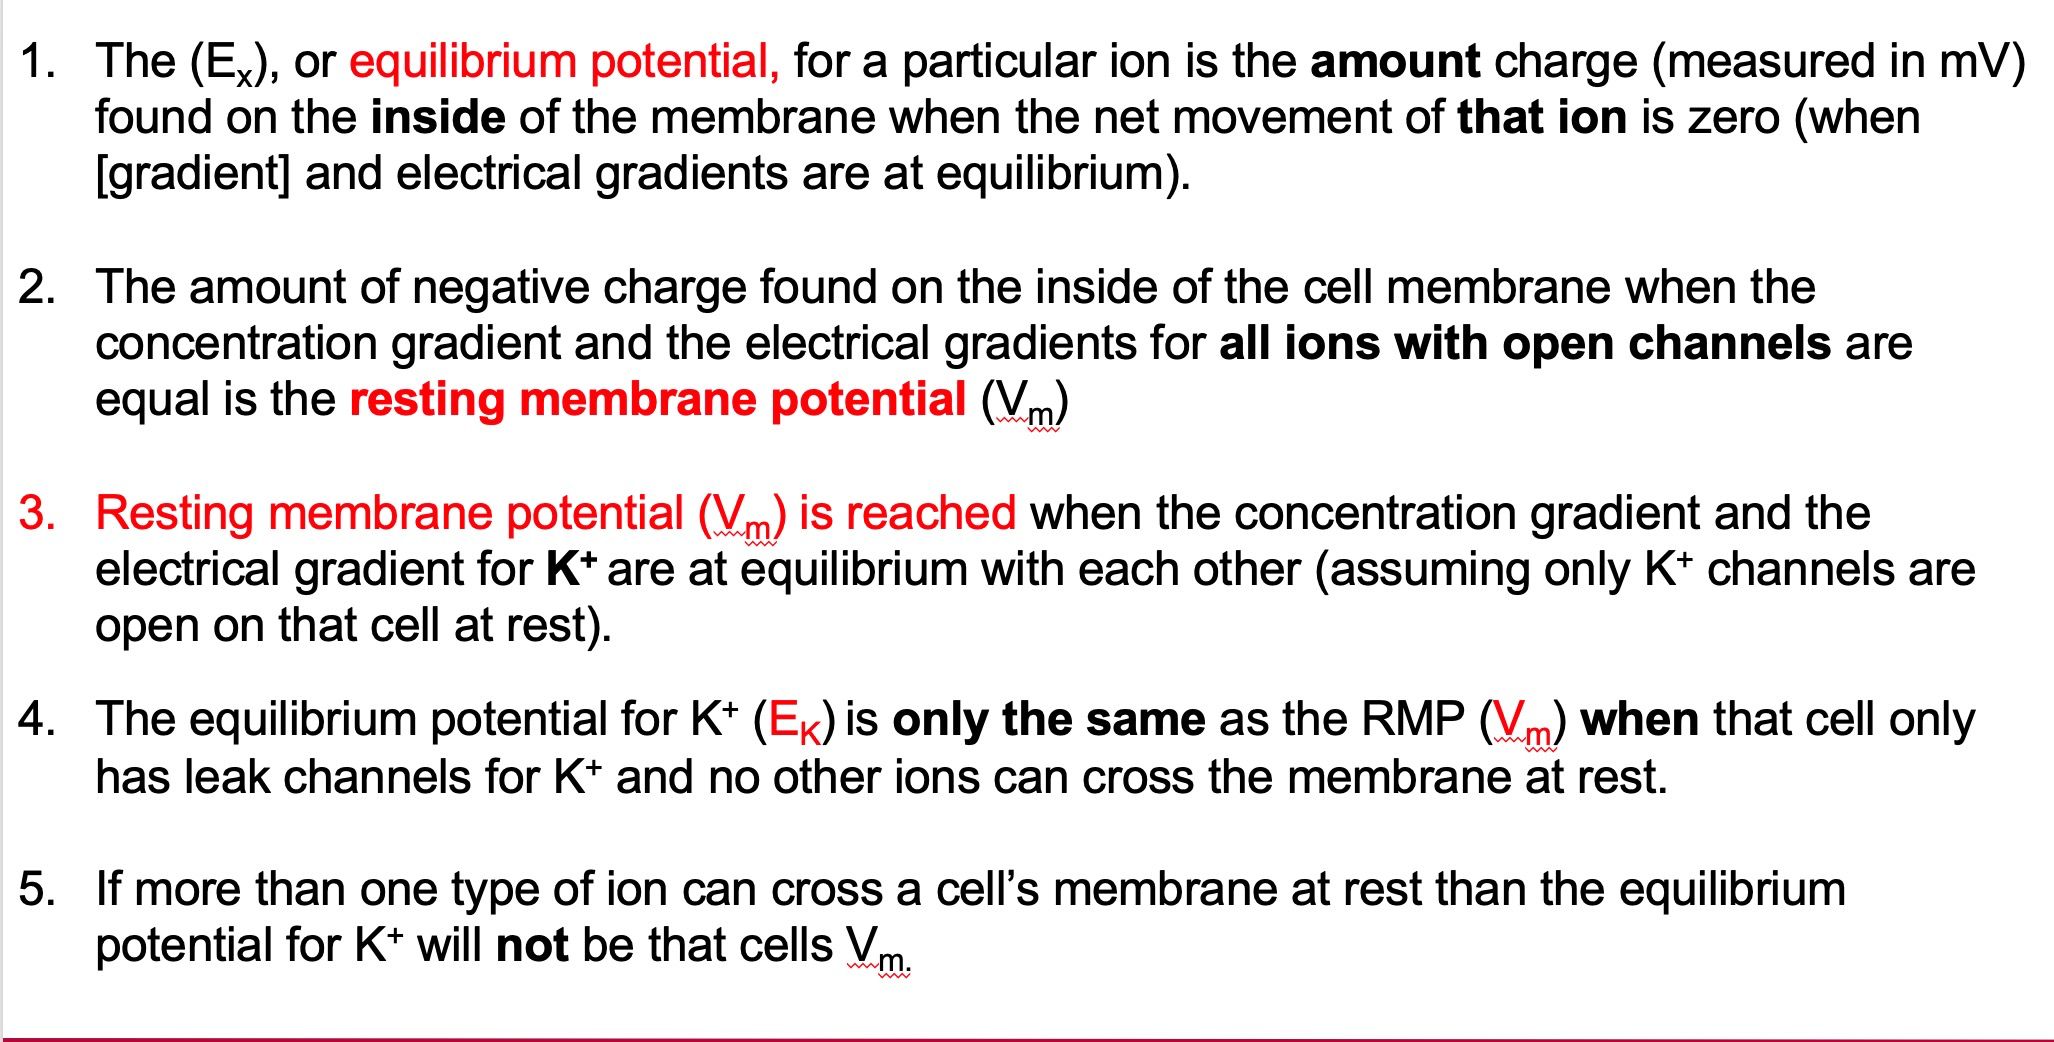 1. The (Eₓ), or equilibrium potential, for a particular ion is the amount charge (measured in mV)
found on the inside of the membrane when the net movement of that ion is zero (when
[gradient] and electrical gradients are at equilibrium).
2. The amount of negative charge found on the inside of the cell membrane when the
concentration gradient and the electrical gradients for all ions with open channels are
equal is the resting membrane potential (Vₘ)
3. Resting membrane potential (Vₘ) is reached when the concentration gradient and the
electrical gradient for K⁺ are at equilibrium with each other (assuming only K⁺ channels are
open on that cell at rest).
4. The equilibrium potential for K⁺ (Eₖ) is only the same as the RMP (Vₘ) when that cell only
has leak channels for K⁺ and no other ions can cross the membrane at rest.
5. If more than one type of ion can cross a cell’s membrane at rest than the equilibrium
potential for K⁺ will not be that cells Vₘ.